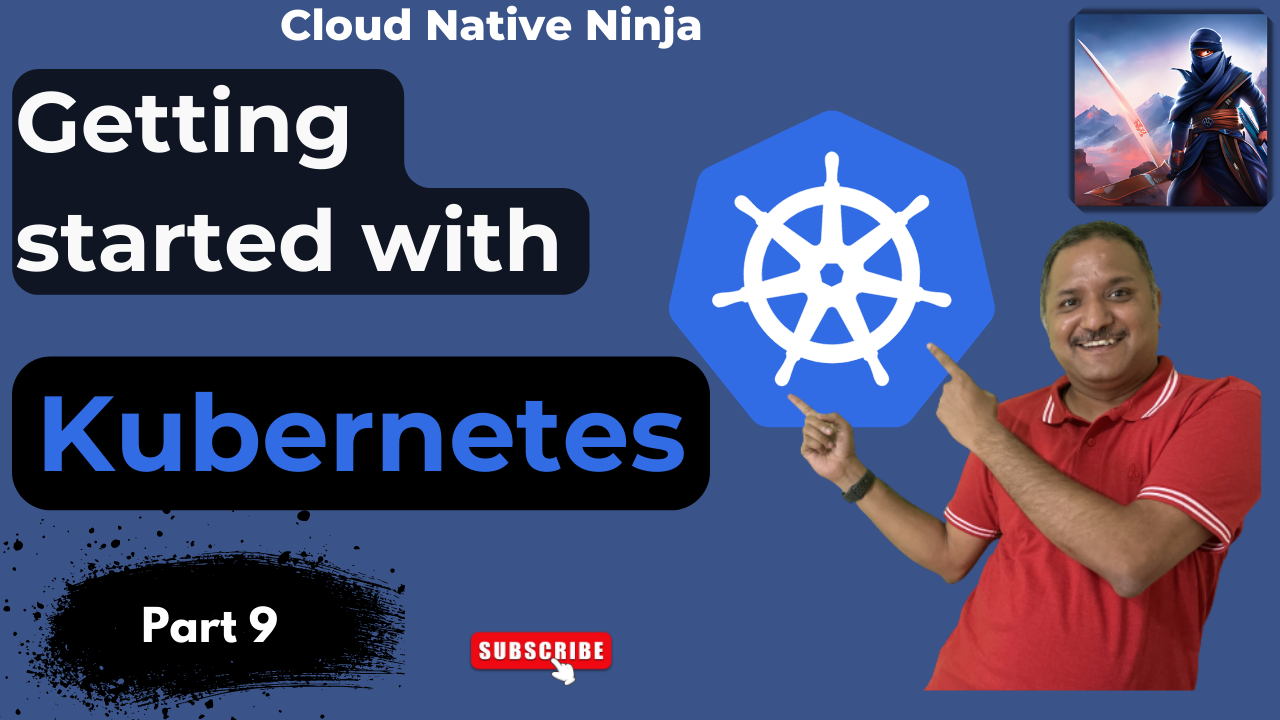 Cloud Native Ninja
Getting
started with
Kubernetes
Part 9
SUBSCRIBE